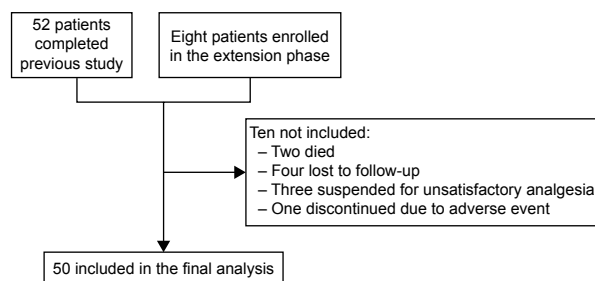 52 patients
completed
previous study
Eight patients enrolled
in the extension phase
Ten not included:
– Two died
– Four lost to follow-up
– Three suspended for unsatisfactory analgesia
– One discontinued due to adverse event
50 included in the final analysis